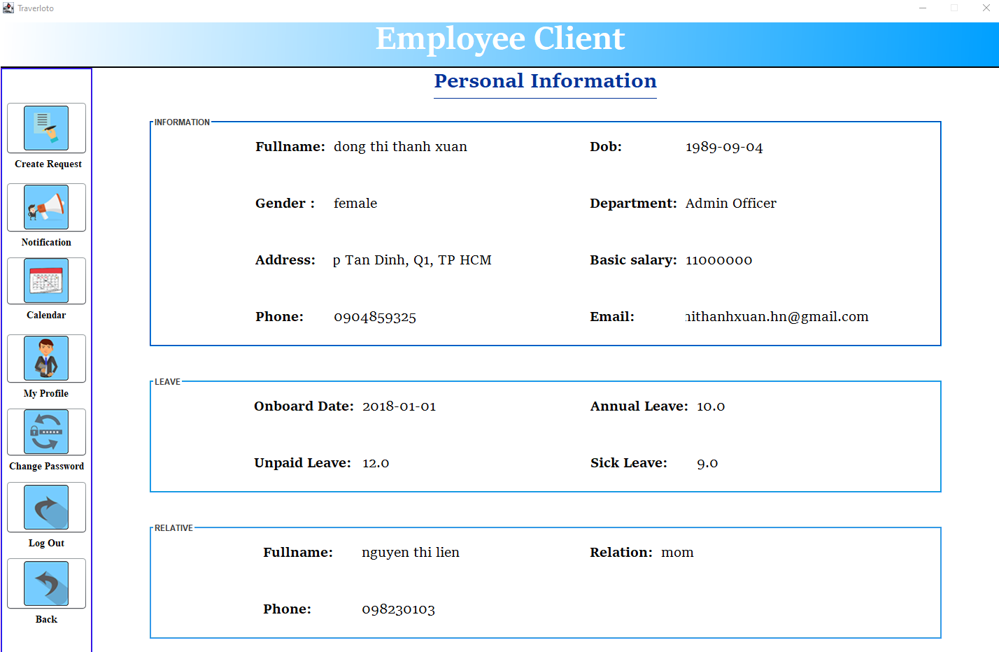 Traverloto
Employee Client
Personal Information
INFORMATION
Fullname: dong thi thanh xuan Dob: 1989-09-04
Gender : female Department: Admin Officer
Address: p Tan Dinh, Q1, TP HCM Basic salary: 11000000
Phone: 0904859325 Email: hithanhxuan.hn@gmail.com
LEAVE
Onboard Date: 2018-01-01 Annual Leave: 10.0
Unpaid Leave: 12.0 Sick Leave: 9.0
RELATIVE
Fullname: nguyen thi lien Relation: mom
Phone: 098230103
Create Request
Notification
Calendar
My Profile
Change Password
Log Out
Back